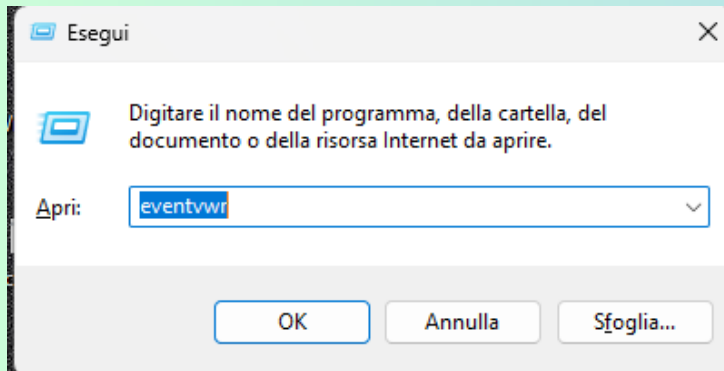 Esegui
Digitare il nome del programma, della cartella, del
documento o della risorsa Internet da aprire.
Apri:
eventvwr
OK
Annulla
Sfoglia...